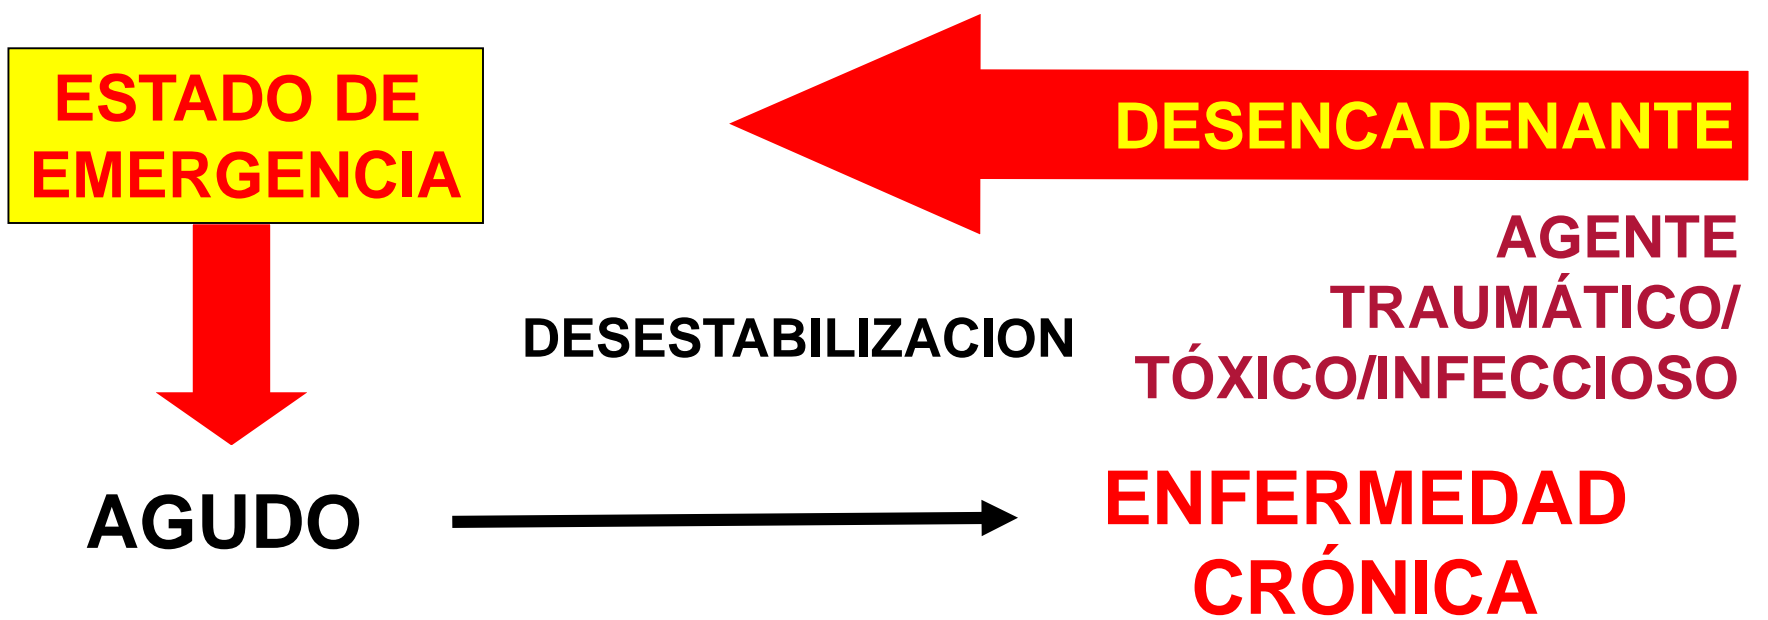 ESTADO DE
EMERGENCIA
DESENCADENANTE
AGENTE
TRAUMÁTICO/
TÓXICO/INFECCIOSO
DESESTABILIZACION
AGUDO
ENFERMEDAD
CRÓNICA